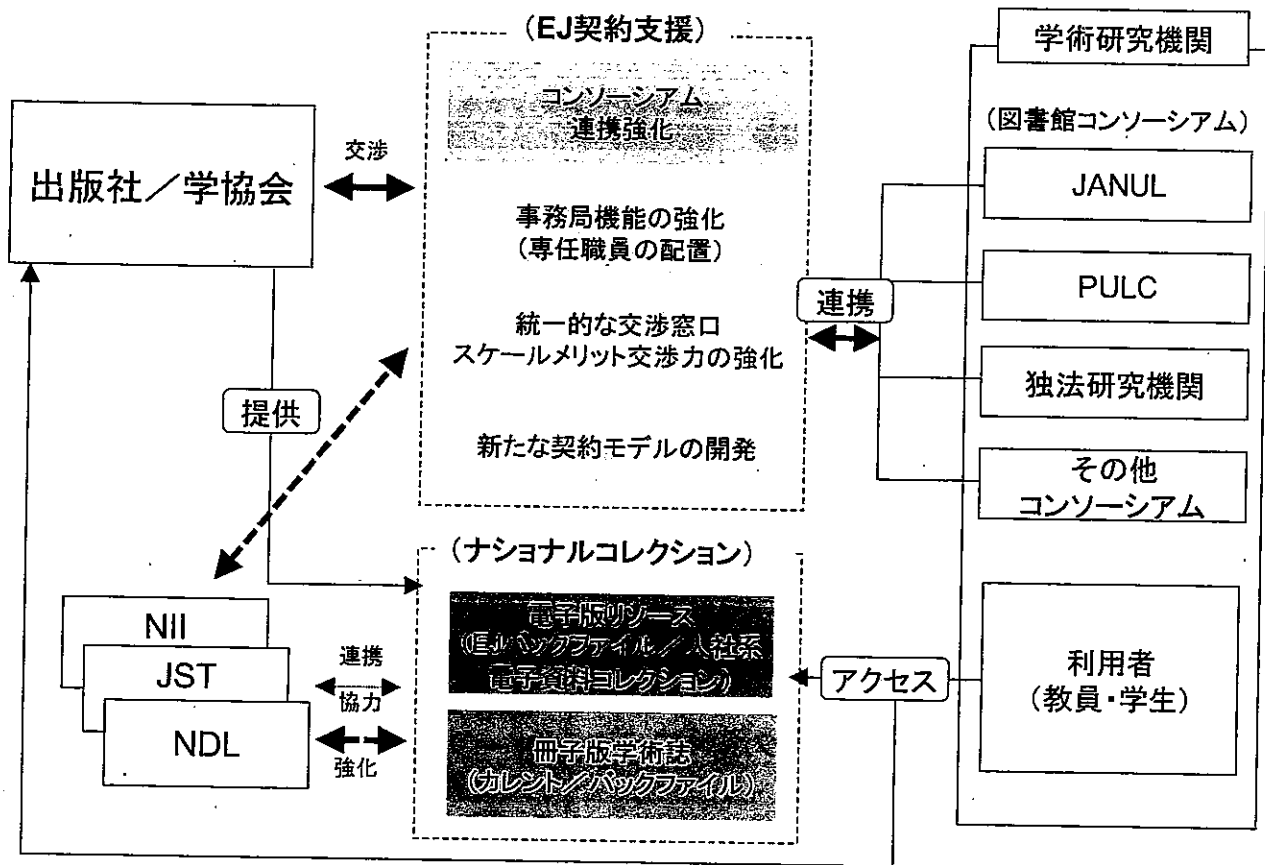 (EJ契約支援)
コンソーシアム
連携強化
事務局機能の強化
(専任職員の配置)
統一的な交渉窓口
スケールメリット交渉力の強化
新たな契約モデルの開発
出版社／学協会
交渉
提供
連携
学術研究機関
(図書館コンソーシアム)
JANUL
PULC
独法研究機関
その他
コンソーシアム
利用者
(教員・学生)
アクセス
(ナショナルコレクション)
電子版リソース
(EJバックファイル／人社系
電子資料コレクション)
冊子版学術誌
(カレント／バックファイル)
NII
JST
NDL
連携
協力
強化